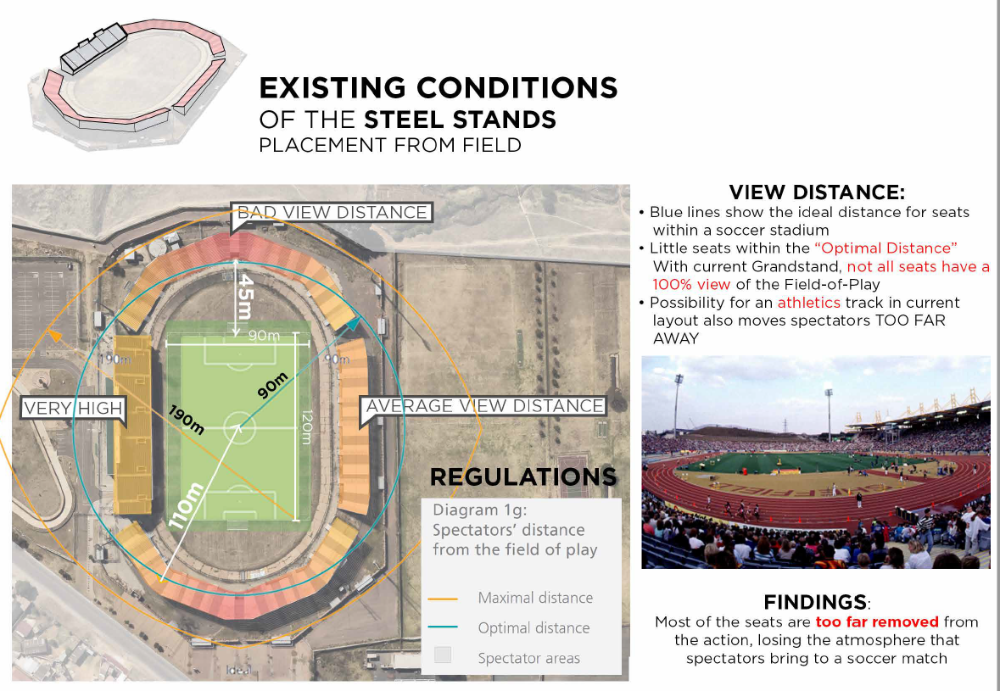 EXISTING CONDITIONS
OF THE STEEL STANDS
PLACEMENT FROM FIELD
BAD VIEW DISTANCE
45m
90m
190m
90m
90m
VERY HIGH
190m
120m
AVERAGE VIEW DISTANCE
110m
REGULATIONS
Diagram 1g:
Spectators’ distance
from the field of play
Maximal distance
Optimal distance
Spectator areas
Ideal
VIEW DISTANCE:
• Blue lines show the ideal distance for seats
within a soccer stadium
• Little seats within the “Optimal Distance”
With current Grandstand, not all seats have a
100% view of the Field-of-Play
• Possibility for an athletics track in current
layout also moves spectators TOO FAR
AWAY
FINDINGS:
Most of the seats are too far removed from
the action, losing the atmosphere that
spectators bring to a soccer match